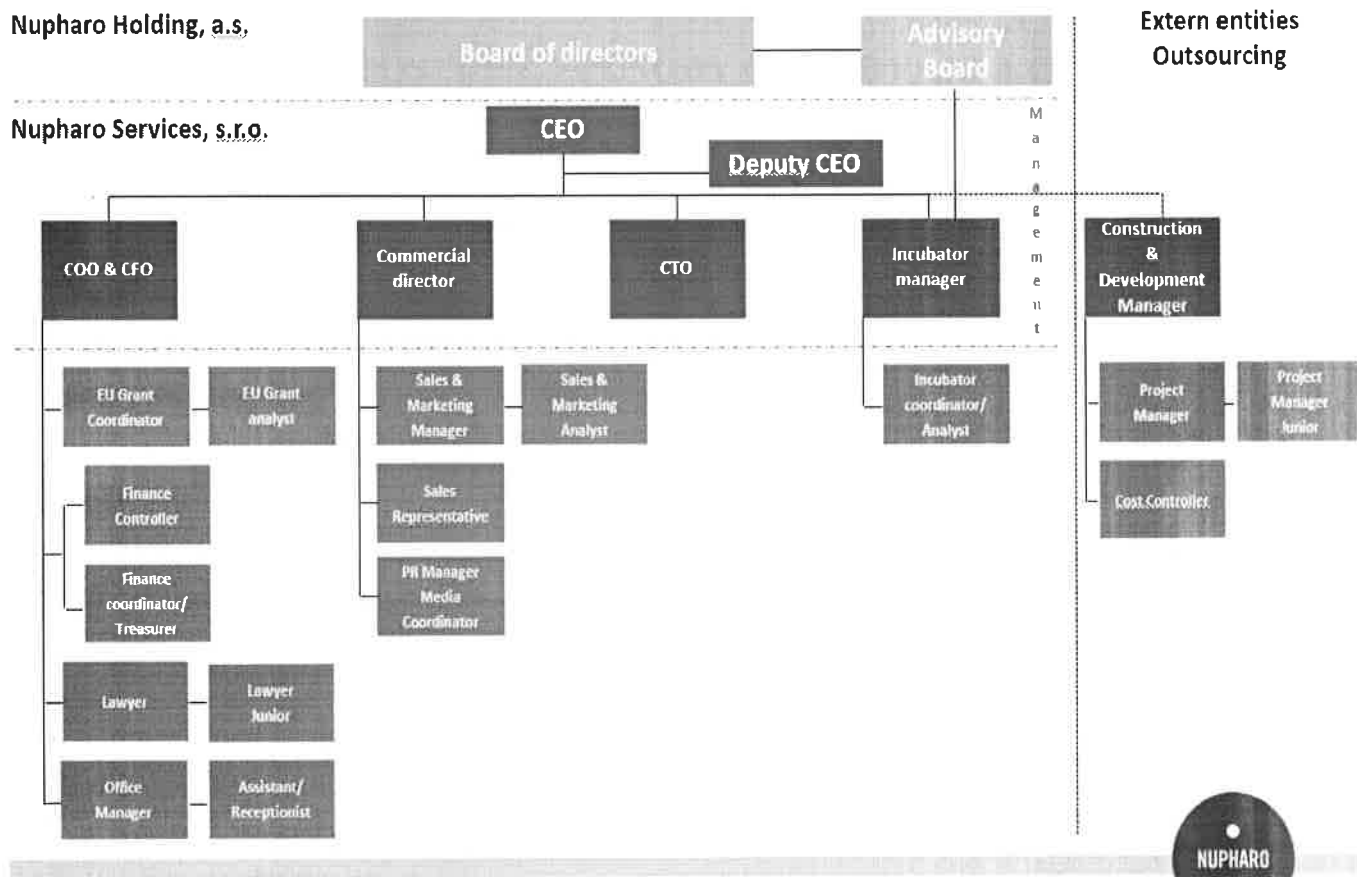 Nupharo Holding, a.s.
Board of directors
Advisory
Board
Extern entities
Outsourcing
Nupharo Services, s.r.o.
CEO
Deputy CEO
Management
COO & CFO
Commercial
director
CTO
Incubator
manager
Construction
&
Development
Manager
EU Grant
Coordinator
EU Grant
analyst
Sales &
Marketing
Manager
Sales &
Marketing
Analyst
Incubator
coordinator/
Analyst
Project
Manager
Project
Manager
Junior
Finance
Controller
Sales
Representative
Cost Controller
Finance
coordinator/
Treasurer
PR Manager
Media
Coordinator
Lawyer
Lawyer
Junior
Office
Manager
Assistant/
Receptionist
NUPHARO